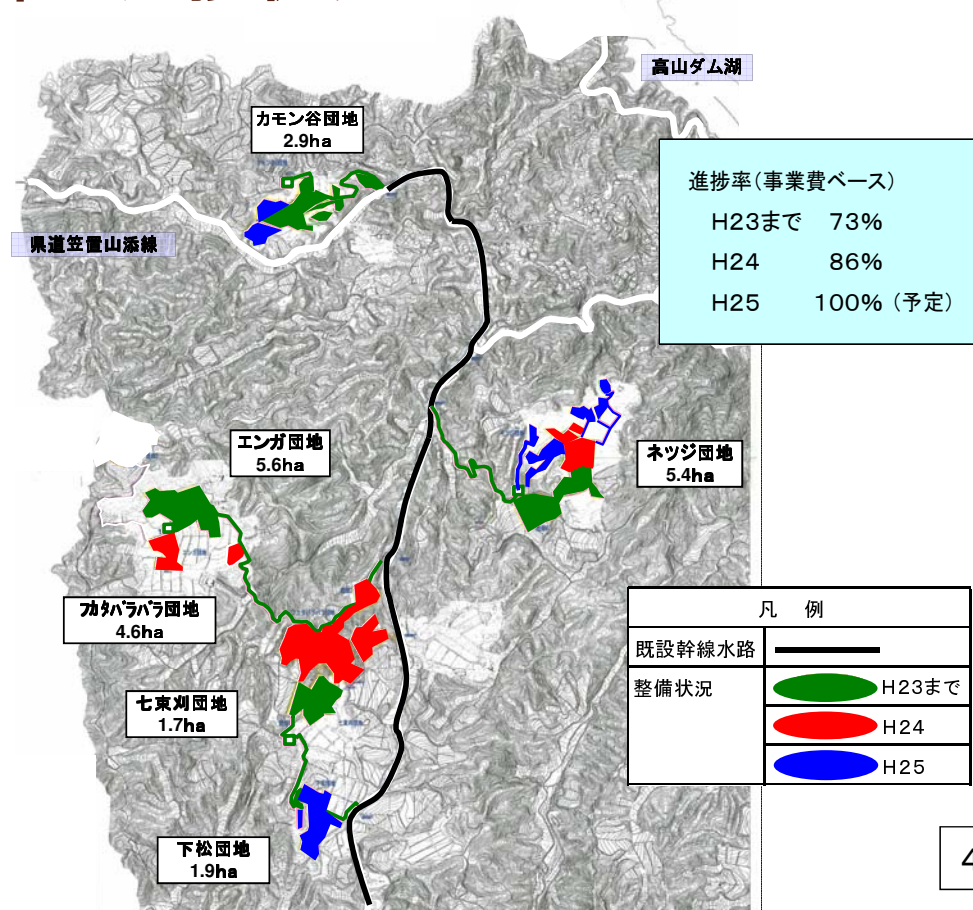 高山ダム湖
カモン谷団地
2.9ha
進捗率(事業費ベース)
H23まで 73%
H24 86%
H25 100% (予定)
県道笠置山添線
エンガ団地
5.6ha
ネッジ団地
5.4ha
フカタバラバラ団地
4.6ha
凡 例
既設幹線水路
整備状況
H23まで
H24
H25
七束刈団地
1.7ha
下松団地
1.9ha
4